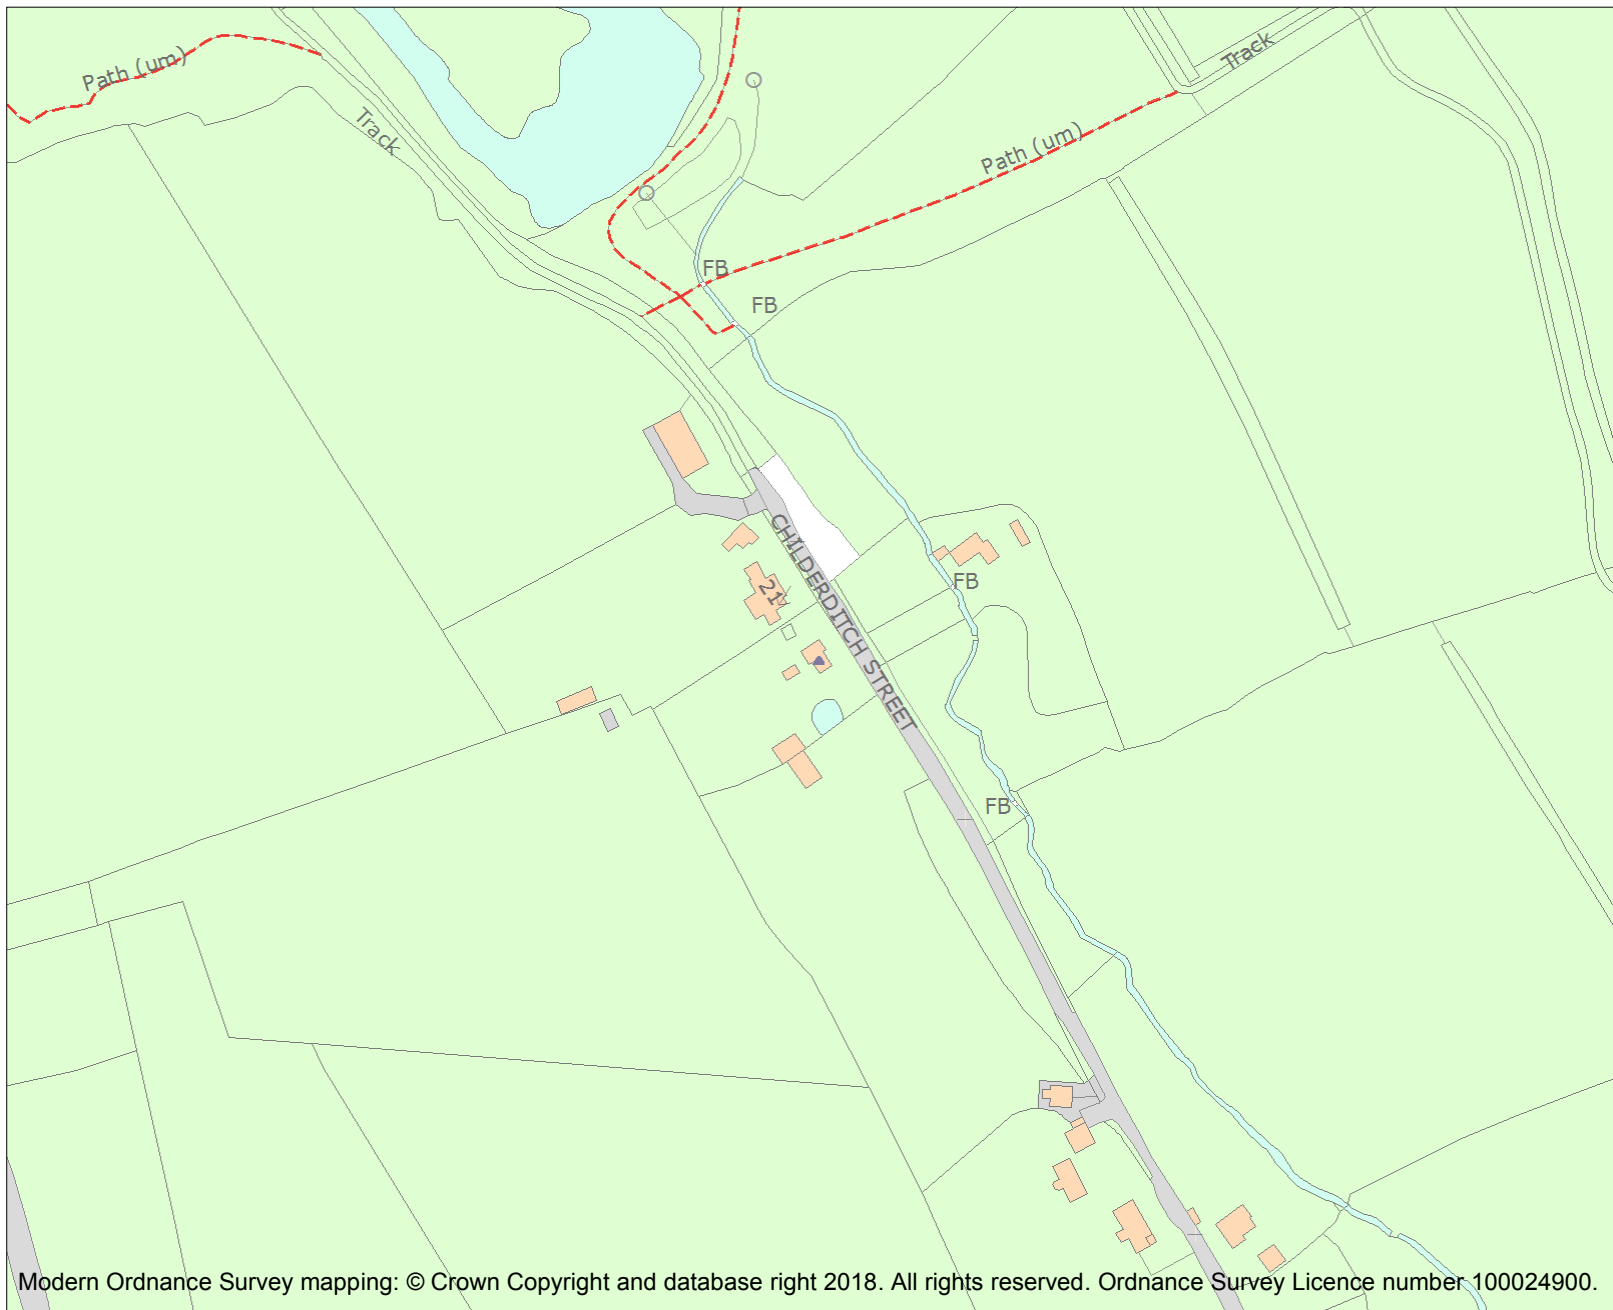 Path (um)
Track
Track
Path (um)
FB
FB
CHILDERDITCH STREET
21
FB
FB
Modern Ordnance Survey mapping: © Crown Copyright and database right 2018. All rights reserved. Ordnance Survey Licence number 100024900.